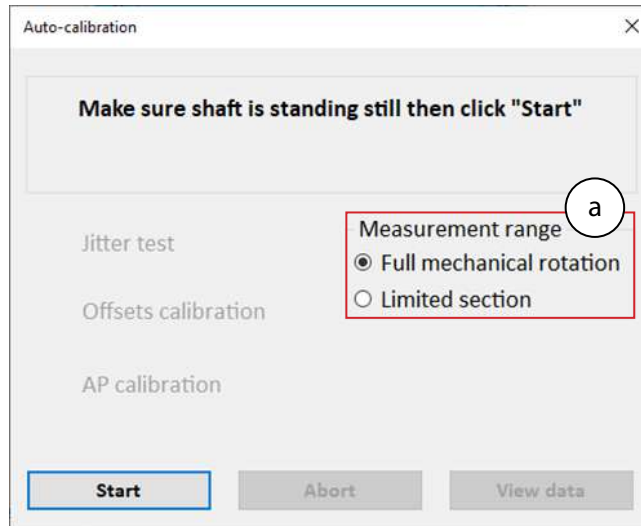 Auto-calibration
Make sure shaft is standing still then click "Start"
a
Jitter test
Measurement range
Full mechanical rotation
Limited section
Offsets calibration
AP calibration
Start
Abort
View data